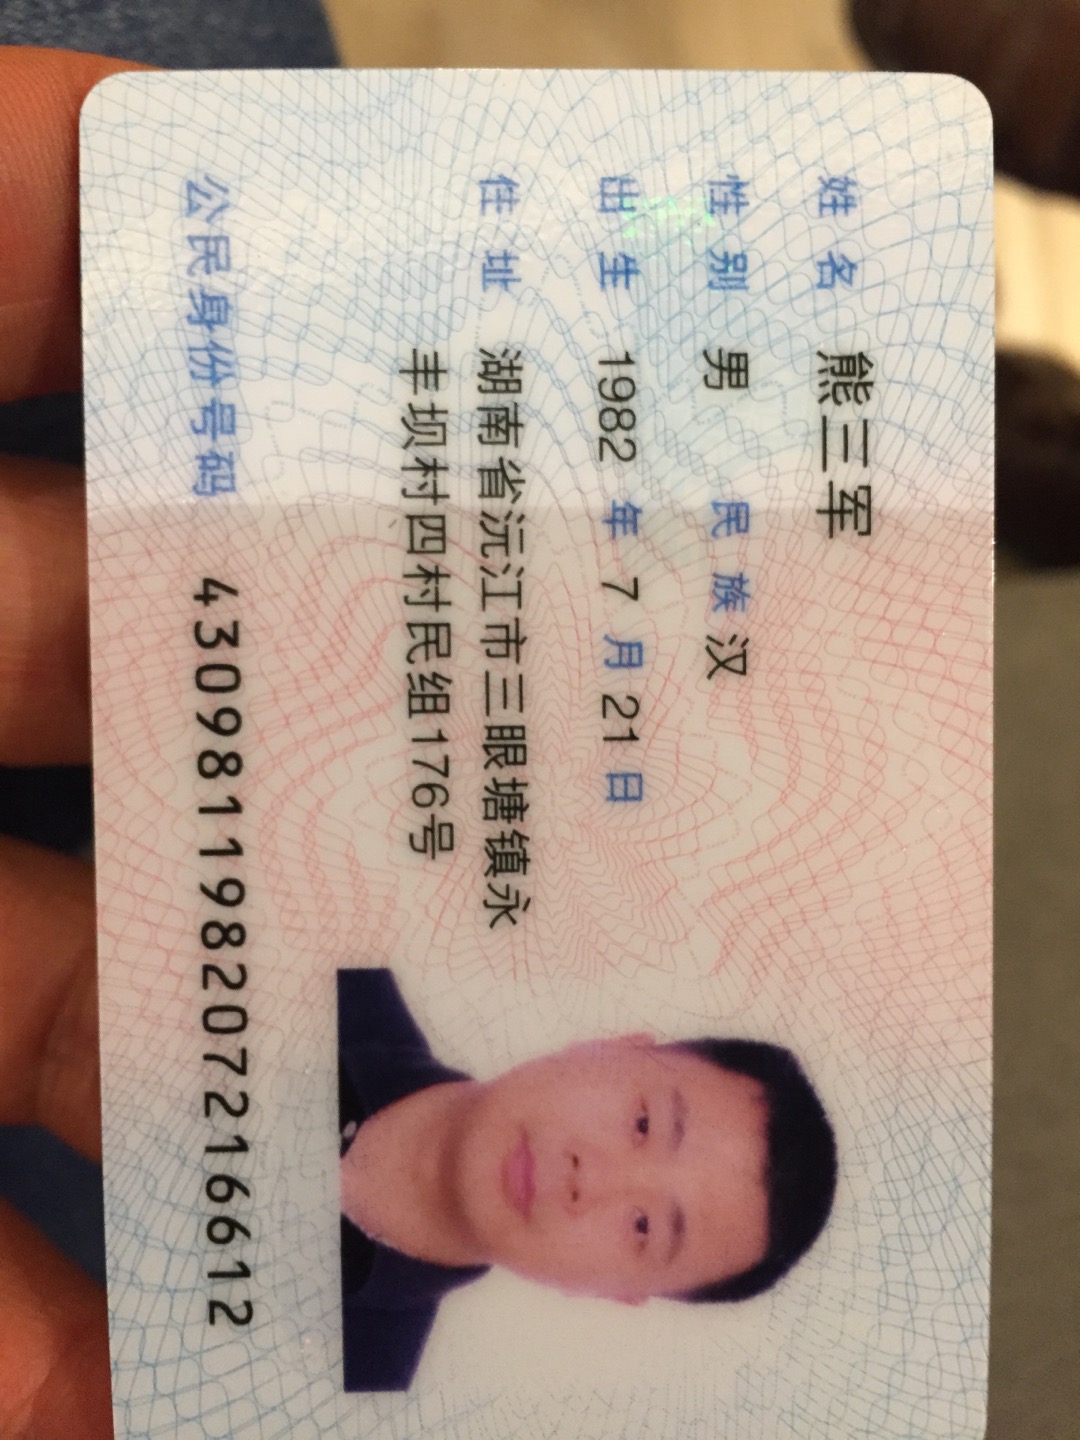 姓名 熊三军
性别 男 民族 汉
出生 1982 年 7 月 21 日
住址 湖南省沅江市三眼塘镇永
丰坝村四村民组176号
公民身份号码 430981198207216612